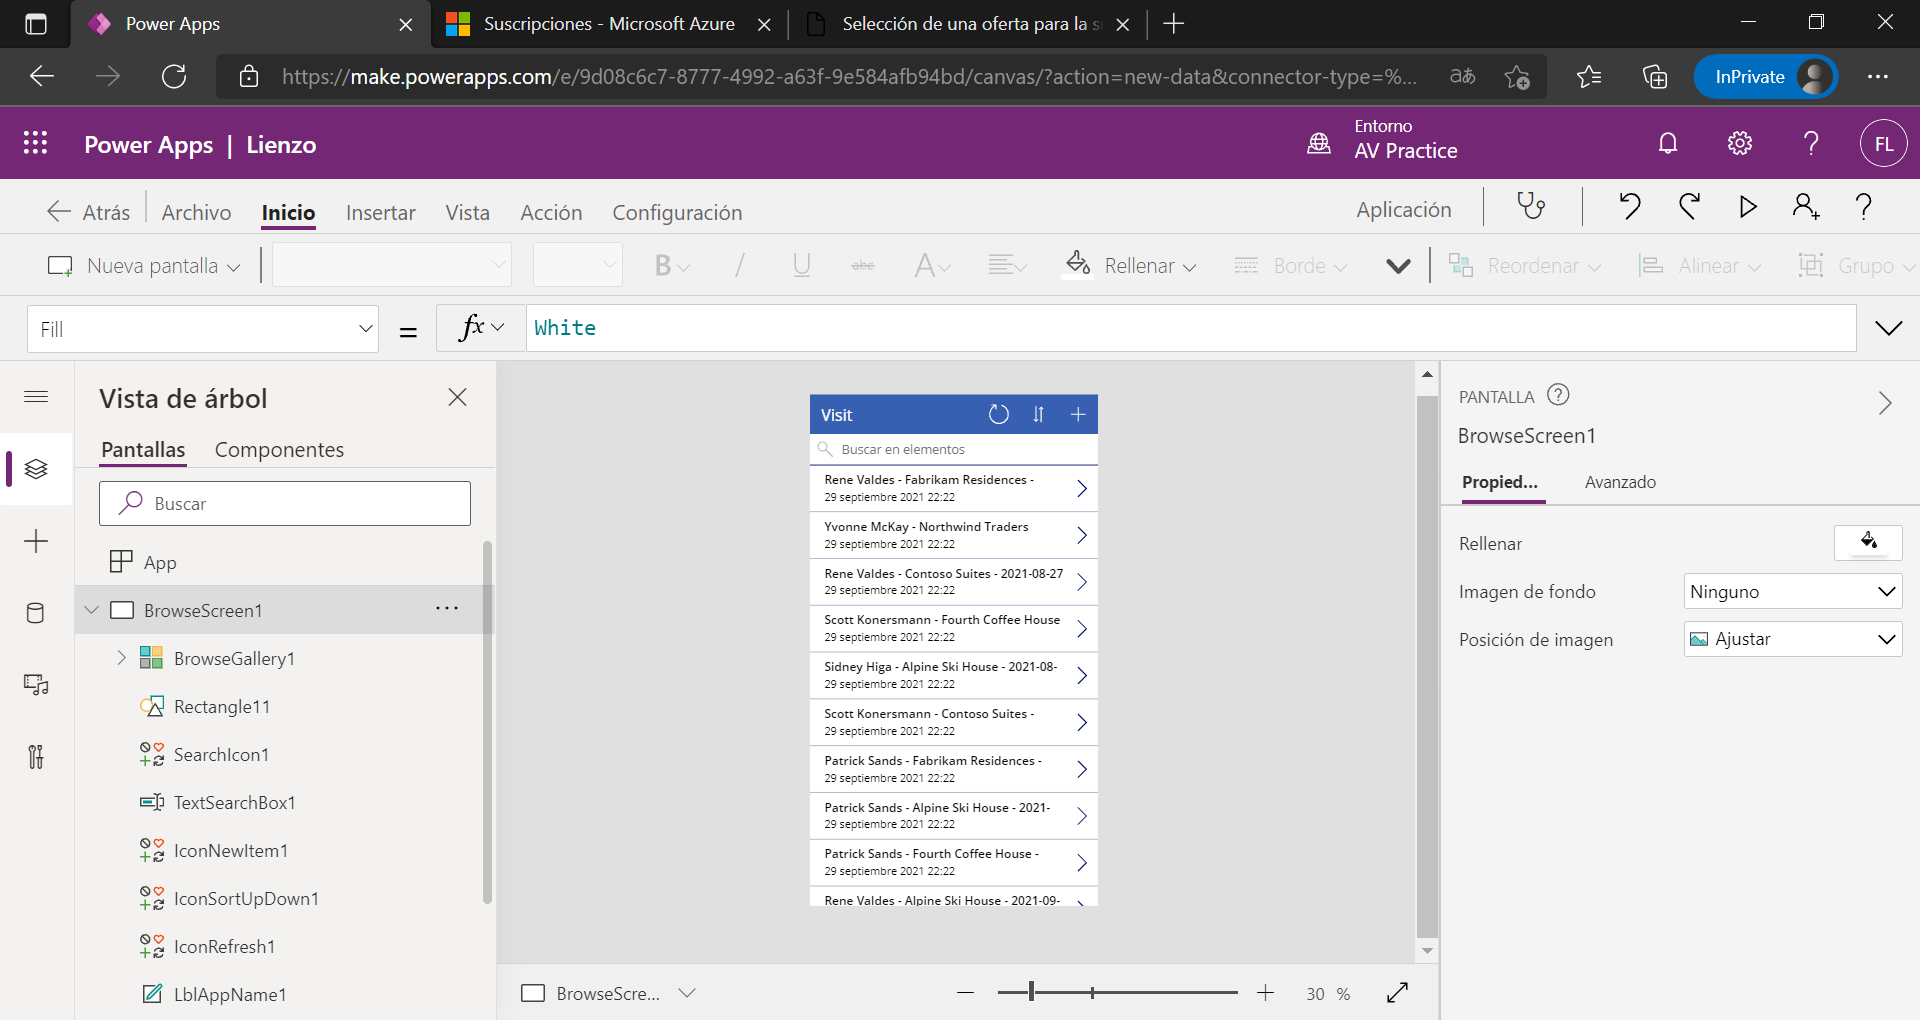 Power Apps
Suscripciones - Microsoft Azure
Selección de una oferta para la s
https://make.powerapps.com/e/9d08c6c7-8777-4992-a63f-9e584afb94bd/canvas/?action=new-data&connector-type=%...
InPrivate
Power Apps | Lienzo
Entorno
AV Practice
FL
Atrás
Archivo
Inicio
Insertar
Vista
Acción
Configuración
Aplicación
Nueva pantalla
B
I
U
abc
A
Rellenar
Borde
Reordenar
Alinear
Grupo
Fill
=
fx
White
Vista de árbol
Pantallas
Componentes
Buscar
App
BrowseScreen1
BrowseGallery1
Rectangle11
SearchIcon1
TextSearchBox1
IconNewItem1
IconSortUpDown1
IconRefresh1
LblAppName1
Visit
Buscar en elementos
Rene Valdes - Fabrikam Residences -
29 septiembre 2021 22:22
Yvonne McKay - Northwind Traders
29 septiembre 2021 22:22
Rene Valdes - Contoso Suites - 2021-08-27
29 septiembre 2021 22:22
Scott Konersmann - Fourth Coffee House
29 septiembre 2021 22:22
Sidney Higa - Alpine Ski House - 2021-08-
29 septiembre 2021 22:22
Scott Konersmann - Contoso Suites -
29 septiembre 2021 22:22
Patrick Sands - Fabrikam Residences -
29 septiembre 2021 22:22
Patrick Sands - Alpine Ski House - 2021-
29 septiembre 2021 22:22
Patrick Sands - Fourth Coffee House -
29 septiembre 2021 22:22
Rene Valdes - Alpine Ski House - 2021-09-
BrowseScre...
30 %
PANTALLA
BrowseScreen1
Propied...
Avanzado
Rellenar
Imagen de fondo
Ninguno
Posición de imagen
Ajustar